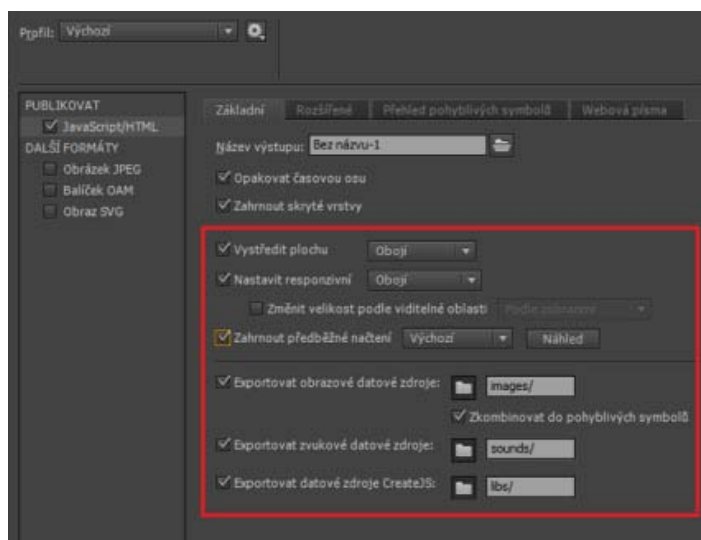 Profil: Výchozí
PUBLIKOVAT
JavaScript/HTML
DALŠÍ FORMÁTY
Obrázek JPEG
Balíček OAM
Obraz SVG
Základní Rozšířené Přehled pohyblivých symbolů Webová písma
Název výstupu: Bez názvu-1
Opakovat časovou osu
Zahrnout skryté vrstvy
Vystředit plochu Obojí
Nastavit responzivní Obojí
Změnit velikost podle viditelné oblasti Podle zobrazení
Zahrnout předběžné načtení Výchozí Náhled
Exportovat obrazové datové zdroje: images/
Zkombinovat do pohyblivých symbolů
Exportovat zvukové datové zdroje: sounds/
Exportovat datové zdroje CreateJS: libs/